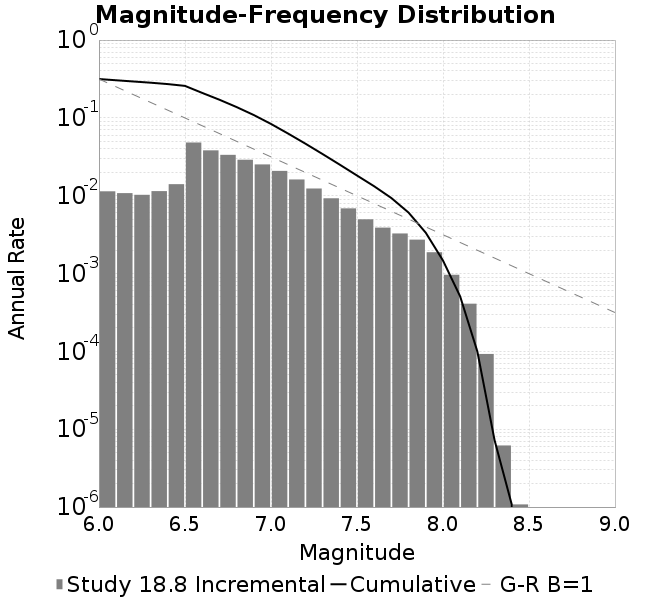 Magnitude-Frequency Distribution
10^0
10^-1
10^-2
10^-3
10^-4
10^-5
10^-6
Annual Rate
6.0 6.5 7.0 7.5 8.0 8.5 9.0
Magnitude
Study 18.8 Incremental Cumulative G-R B=1